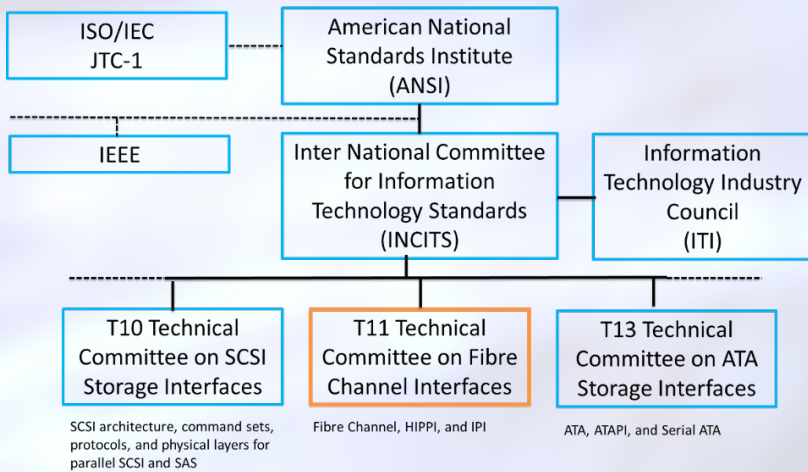 ISO/IEC
JTC-1
American National
Standards Institute
(ANSI)
IEEE
Inter National Committee
for Information
Technology Standards
(INCITS)
Information
Technology Industry
Council
(ITI)
T10 Technical
Committee on SCSI
Storage Interfaces
T11 Technical
Committee on Fibre
Channel Interfaces
T13 Technical
Committee on ATA
Storage Interfaces
SCSI architecture, command sets,
protocols, and physical layers for
parallel SCSI and SAS
Fibre Channel, HIPPI, and IPI
ATA, ATAPI, and Serial ATA